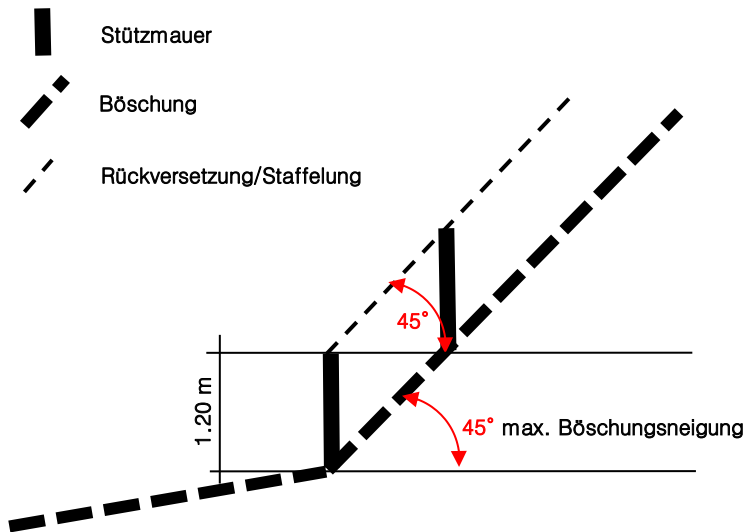 Stützmauer
Böschung
Rückversetzung/Staffelung
45°
1.20 m
45° max. Böschungsneigung